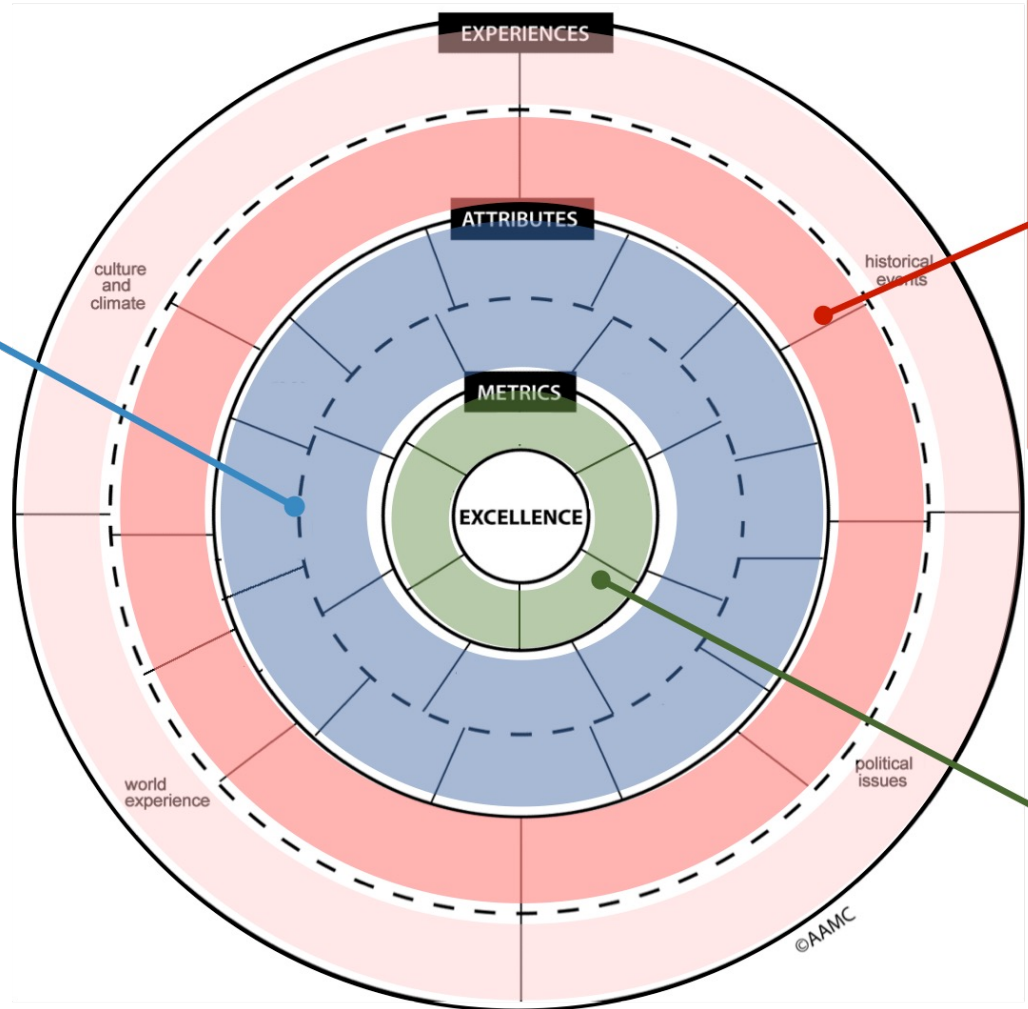 EXPERIENCES
ATTRIBUTES
culture
and
climate
historical
events
METRICS
EXCELLENCE
world
experience
political
issues
©AAMC